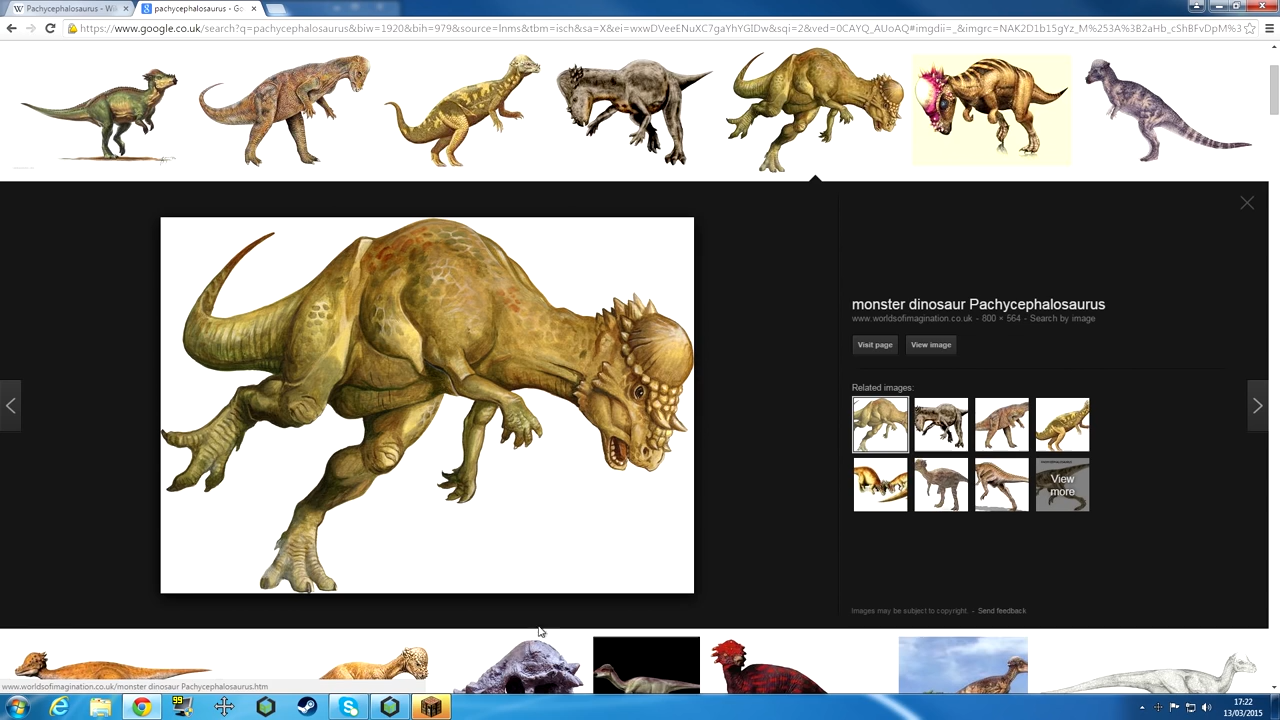 Pachycephalosaurus - Wiki
pachycephalosaurus - Go
https://www.google.co.uk/search?q=pachycephalosaurus&biw=1920&bih=979&source=lnms&tbm=isch&sa=X&ei=wxwDVeeENuXC7gaYhYGIDw&sqi=2&ved=0CAYQ_AUoAQ#imgdii=_&imgrc=NAK2D1b15gYz_M%253A%3B2aHb_cShBFvDpM%3
monster dinosaur Pachycephalosaurus
www.worldsofimagination.co.uk - 800 × 564 - Search by image
Visit page
View image
Related images:
View more
Images may be subject to copyright. - Send feedback
www.worldsofimagination.co.uk/monster dinosaur Pachycephalosaurus.htm
99
17:22
13/03/2015